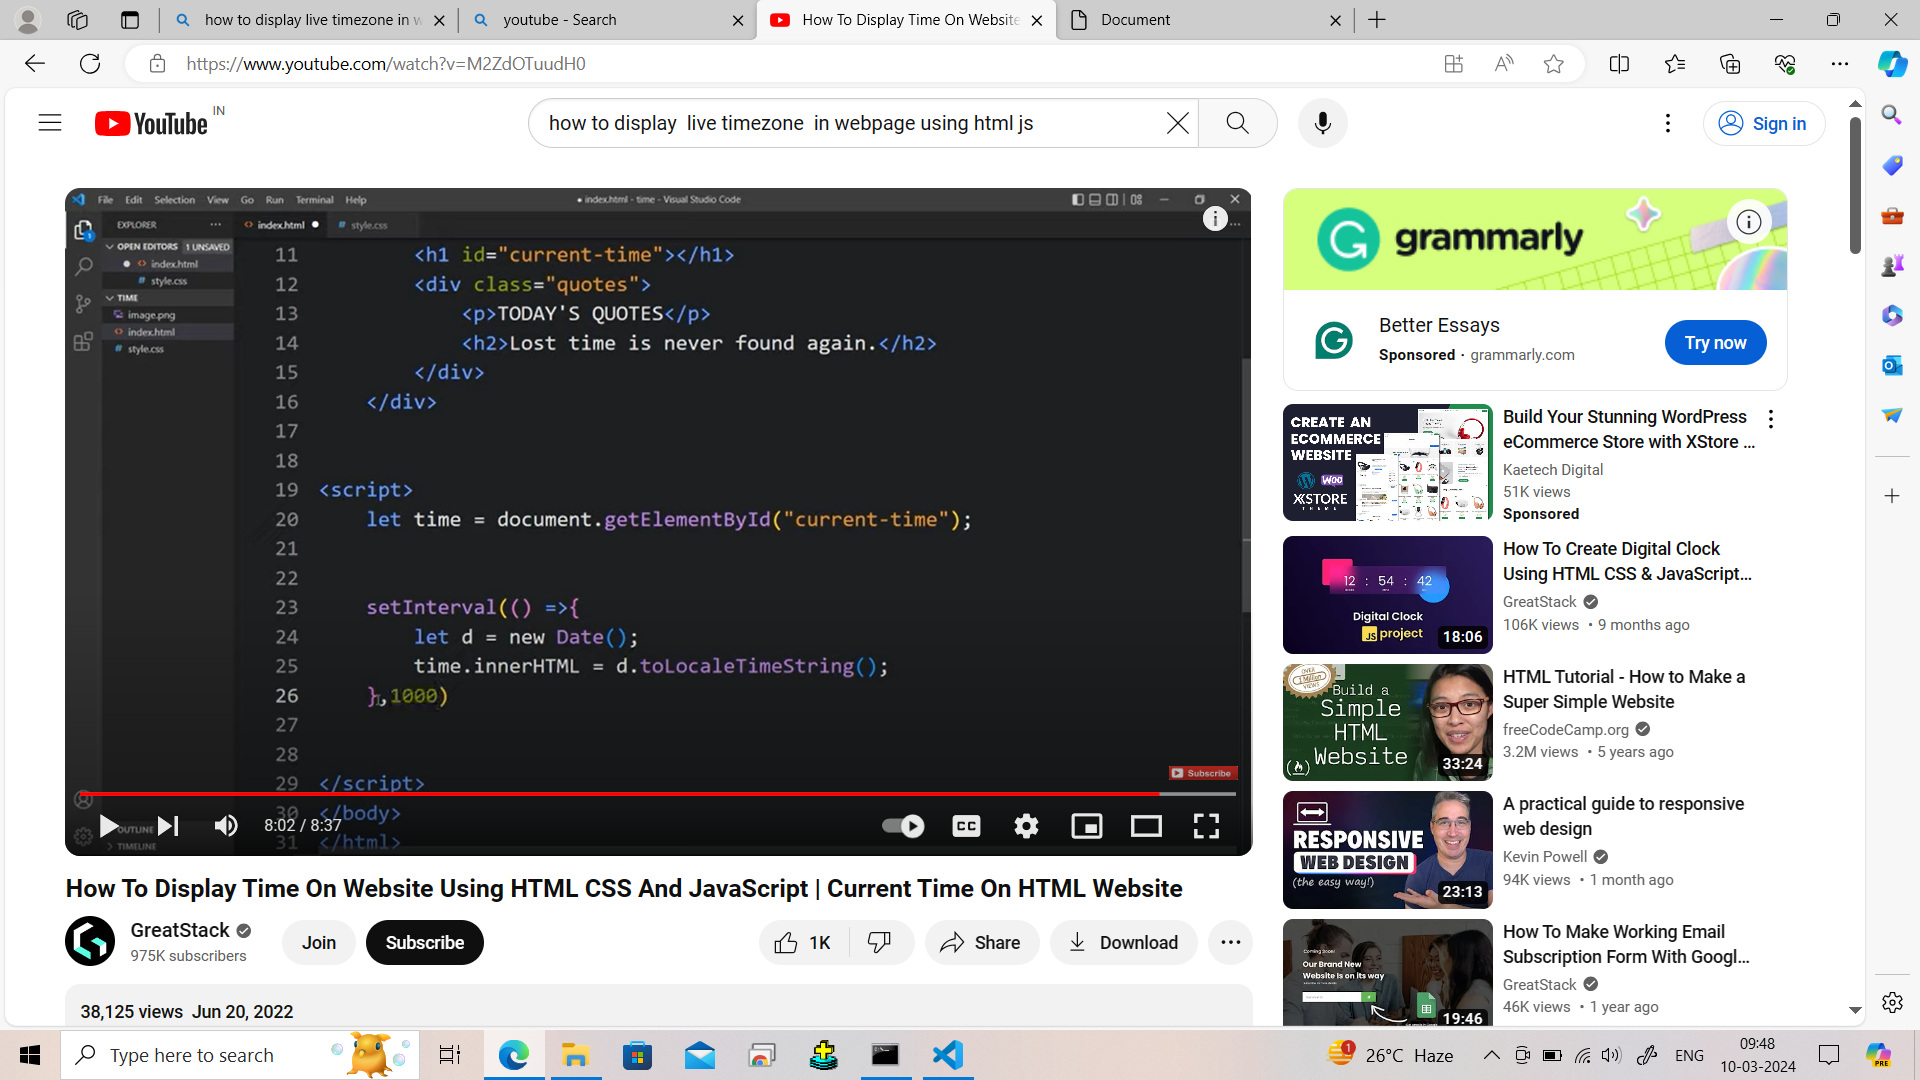 how to display live timezone in w
youtube - Search
How To Display Time On Website
Document
https://www.youtube.com/watch?v=M2ZdOTuudH0
YouTube IN
how to display  live timezone  in webpage using html js
Sign in
File Edit Selection View Go Run Terminal Help
● index.html - time - Visual Studio Code
EXPLORER
index.html ●
# style.css
OPEN EDITORS 1 UNSAVED
● <> index.html
# style.css
TIME
image.png
<> index.html
# style.css
OUTLINE
TIMELINE
11 <h1 id="current-time"></h1>
12 <div class="quotes">
13 <p>TODAY'S QUOTES</p>
14 <h2>Lost time is never found again.</h2>
15 </div>
16 </div>
17
18
19 <script>
20 let time = document.getElementById("current-time");
21
22
23 setInterval(() =>{
24 let d = new Date();
25 time.innerHTML = d.toLocaleTimeString();
26 },1000)
27
28
29 </script>
30 </body>
31 </html>
Subscribe
8:02 / 8:37
CC
How To Display Time On Website Using HTML CSS And JavaScript | Current Time On HTML Website
GreatStack
975K subscribers
Join
Subscribe
1K
Share
Download
38,125 views  Jun 20, 2022
grammarly
Better Essays
Sponsored · grammarly.com
Try now
CREATE AN
ECOMMERCE
WEBSITE
WOO
XSTORE
THEME
Build Your Stunning WordPress
eCommerce Store with XStore ...
Kaetech Digital
51K views
Sponsored
12 : 54 : 42
Digital Clock
JS project
18:06
How To Create Digital Clock
Using HTML CSS & JavaScript...
GreatStack
106K views • 9 months ago
Build a
Simple
HTML
Website
33:24
HTML Tutorial - How to Make a
Super Simple Website
freeCodeCamp.org
3.2M views • 5 years ago
RESPONSIVE
WEB DESIGN
(the easy way!)
23:13
A practical guide to responsive
web design
Kevin Powell
94K views • 1 month ago
Coming Soon!
Our Brand New
Website Is on its way
19:46
How To Make Working Email
Subscription Form With Googl...
GreatStack
46K views • 1 year ago
Type here to search
1
26°C Haze
ENG
09:48
10-03-2024
PRE